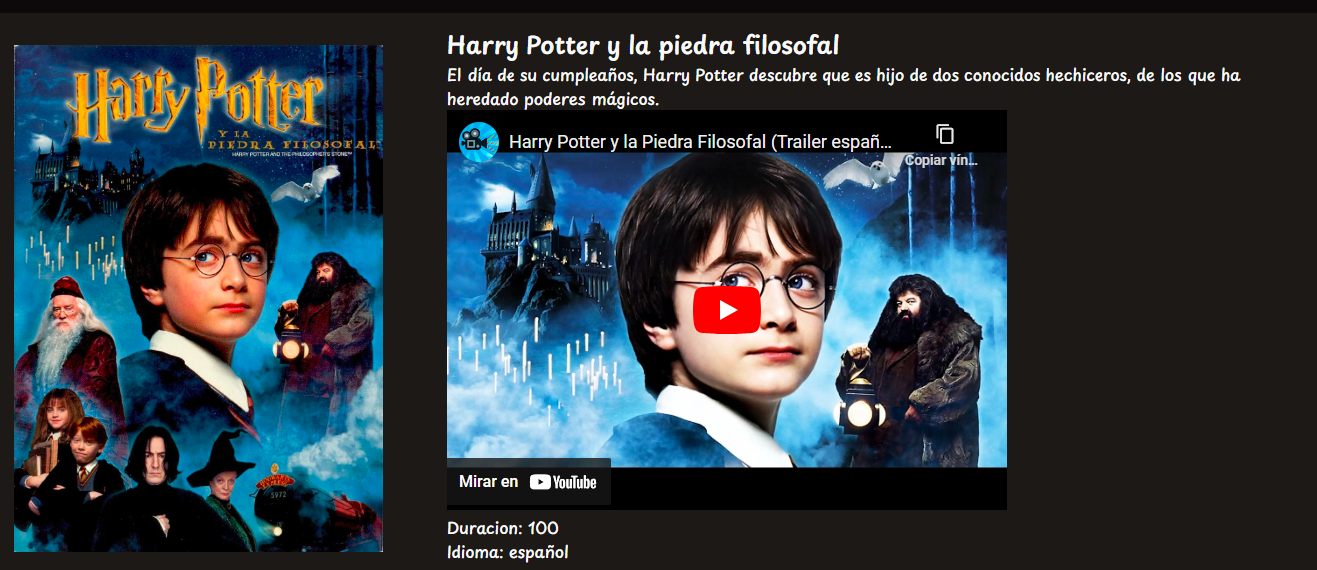 Harry Potter
Y LA
PIEDRA FILOSOFAL
HARRY POTTER AND THE PHILOSOPHER'S STONE™
5972
Harry Potter y la piedra filosofal
El día de su cumpleaños, Harry Potter descubre que es hijo de dos conocidos hechiceros, de los que ha
heredado poderes mágicos.
Harry Potter y la Piedra Filosofal (Trailer españ...
Copiar vín...
Mirar en YouTube
Duracion: 100
Idioma: español